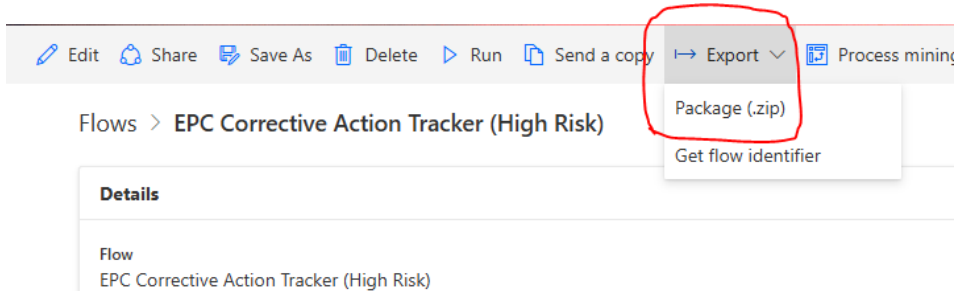 Edit Share Save As Delete Run Send a copy Export Process mining
Package (.zip)
Flows > EPC Corrective Action Tracker (High Risk)
Get flow identifier
Details
Flow
EPC Corrective Action Tracker (High Risk)